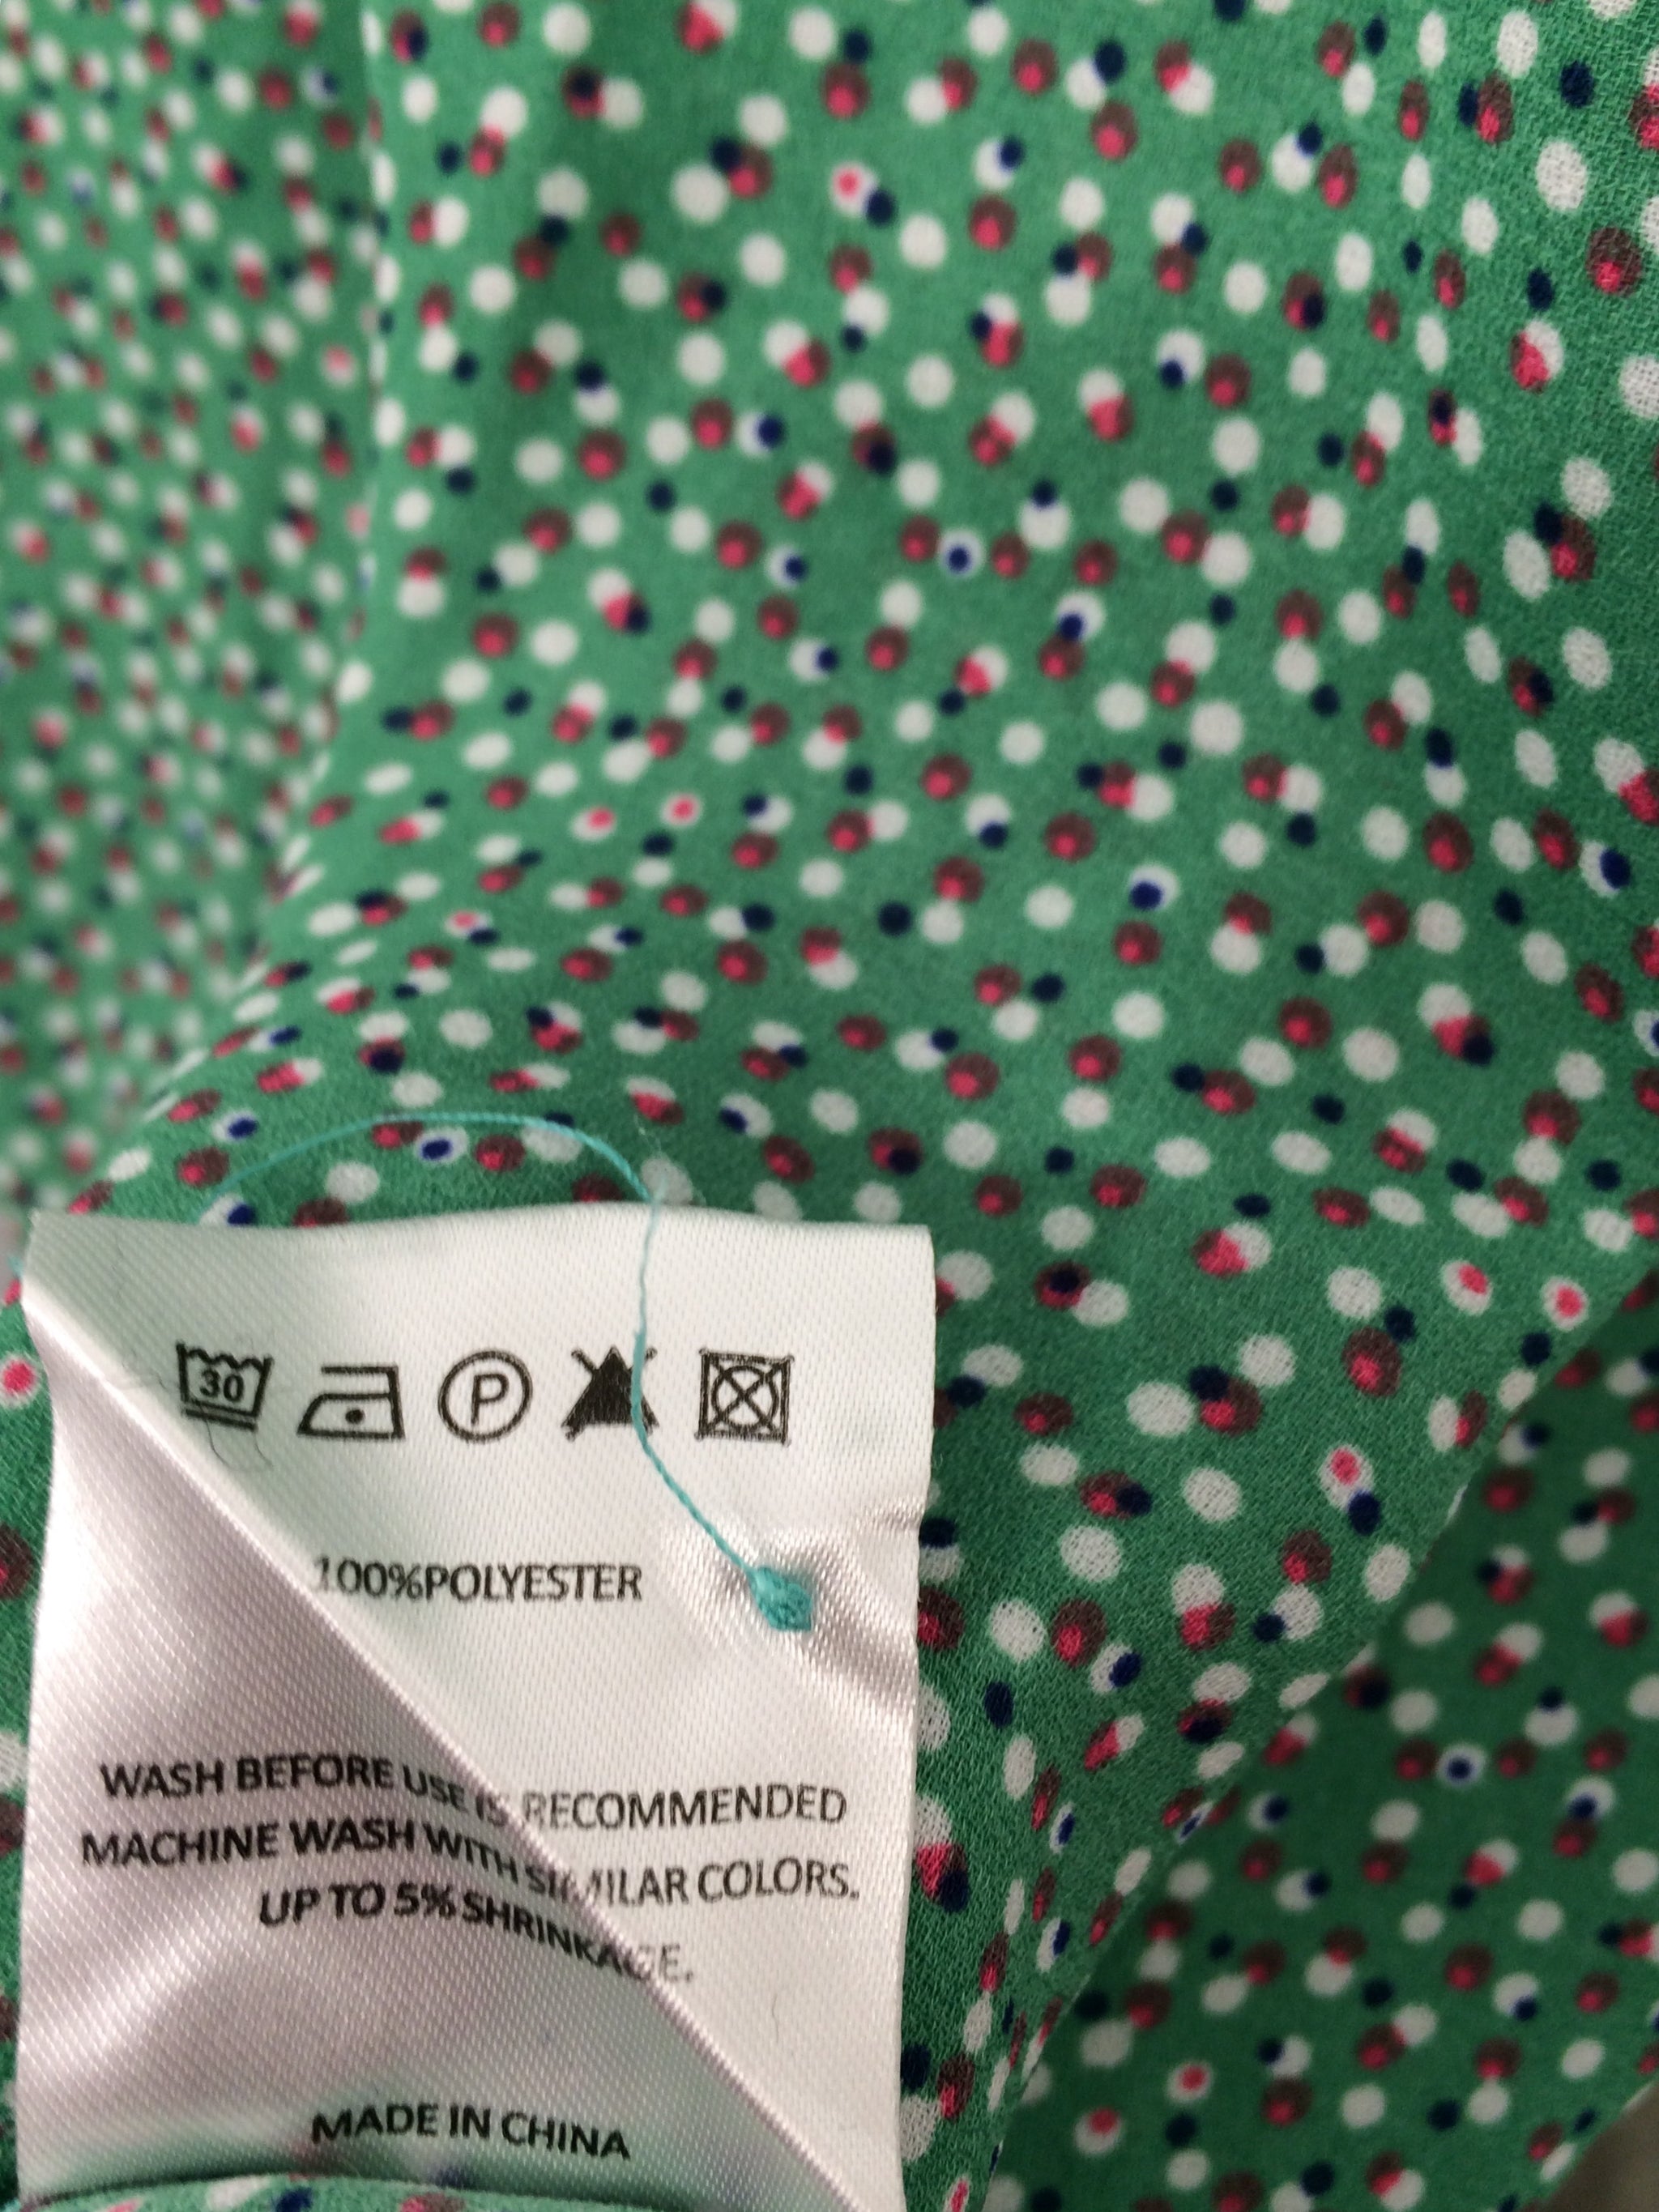 30
P
100%POLYESTER
WASH BEFORE USE IS RECOMMENDED
MACHINE WASH WITH SIMILAR COLORS.
UP TO 5% SHRINKAGE.
MADE IN CHINA